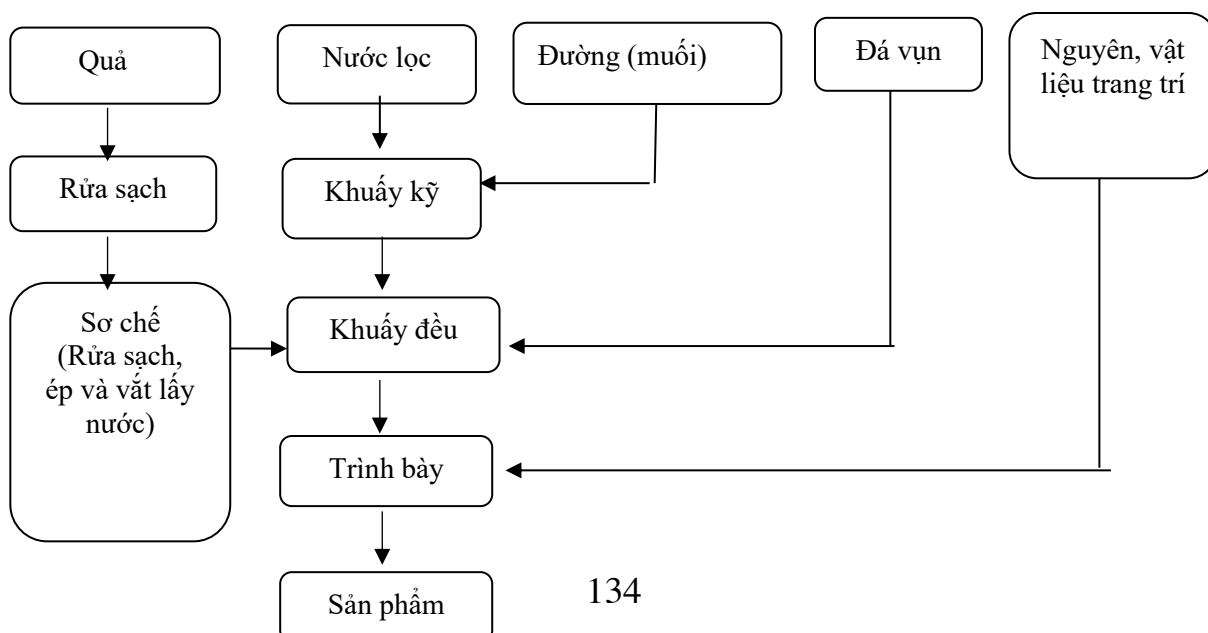 Quả
Nước lọc
Đường (muối)
Đá vụn
Nguyên, vật
liệu trang trí
Rửa sạch
Khuấy kỹ
Sơ chế
(Rửa sạch,
ép và vắt lấy
nước)
Khuấy đều
Trình bày
Sản phẩm
134